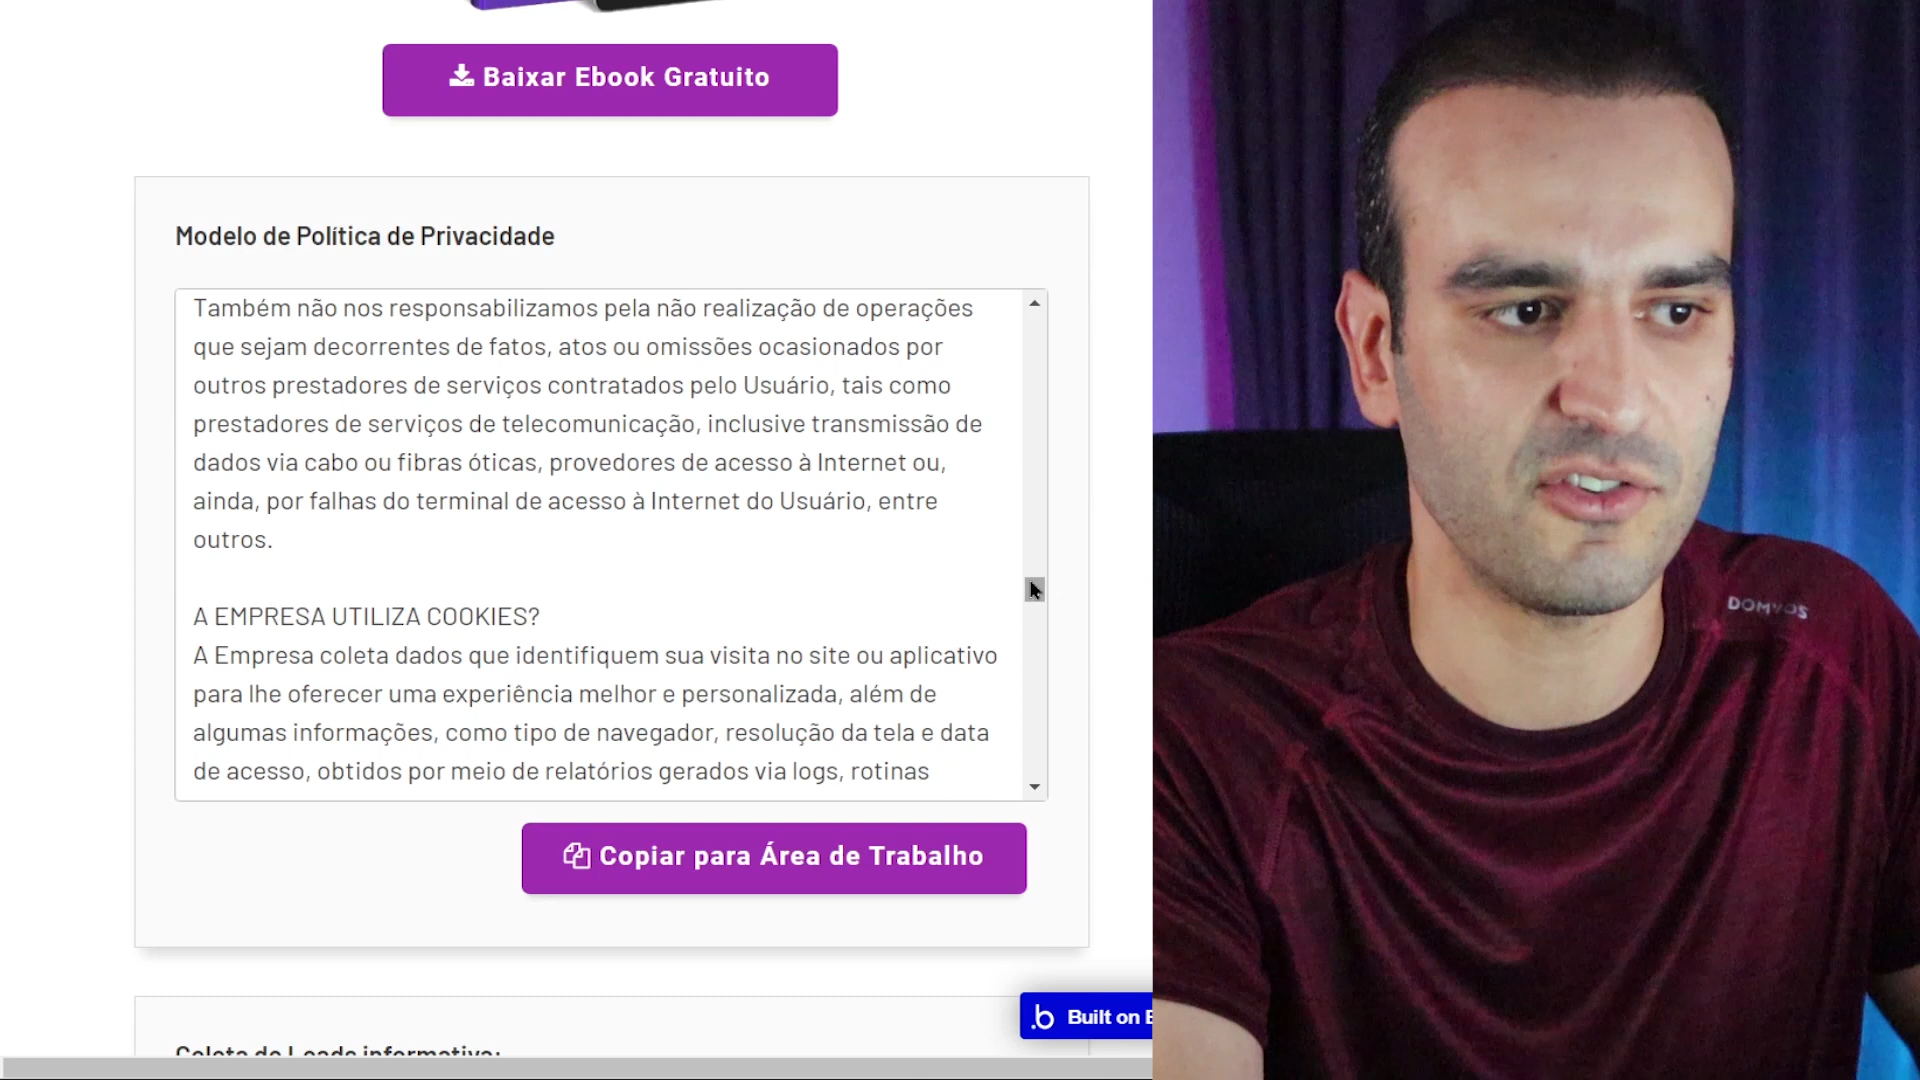 Baixar Ebook Gratuito
Modelo de Política de Privacidade
Também não nos responsabilizamos pela não realização de operações
que sejam decorrentes de fatos, atos ou omissões ocasionados por
outros prestadores de serviços contratados pelo Usuário, tais como
prestadores de serviços de telecomunicação, inclusive transmissão de
dados via cabo ou fibras óticas, provedores de acesso à Internet ou,
ainda, por falhas do terminal de acesso à Internet do Usuário, entre
outros.
A EMPRESA UTILIZA COOKIES?
A Empresa coleta dados que identifiquem sua visita no site ou aplicativo
para lhe oferecer uma experiência melhor e personalizada, além de
algumas informações, como tipo de navegador, resolução da tela e data
de acesso, obtidos por meio de relatórios gerados via logs, rotinas
Copiar para Área de Trabalho
.b Built on
Coleta de Leads informativa:
DOMYOS